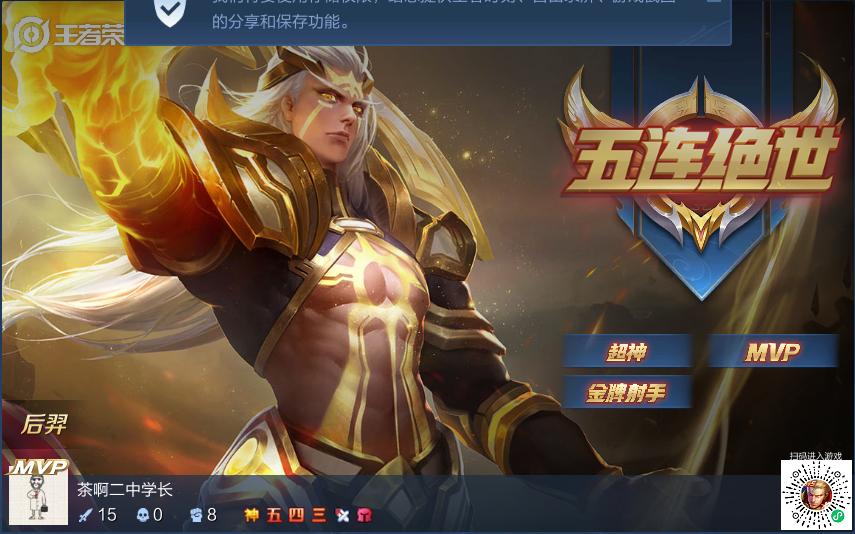 王者荣
的分享和保存功能。
五连绝世
超神
MVP
金牌射手
后羿
扫码进入游戏
MVP
茶啊二中学长
15
0
8
神 五 四 三